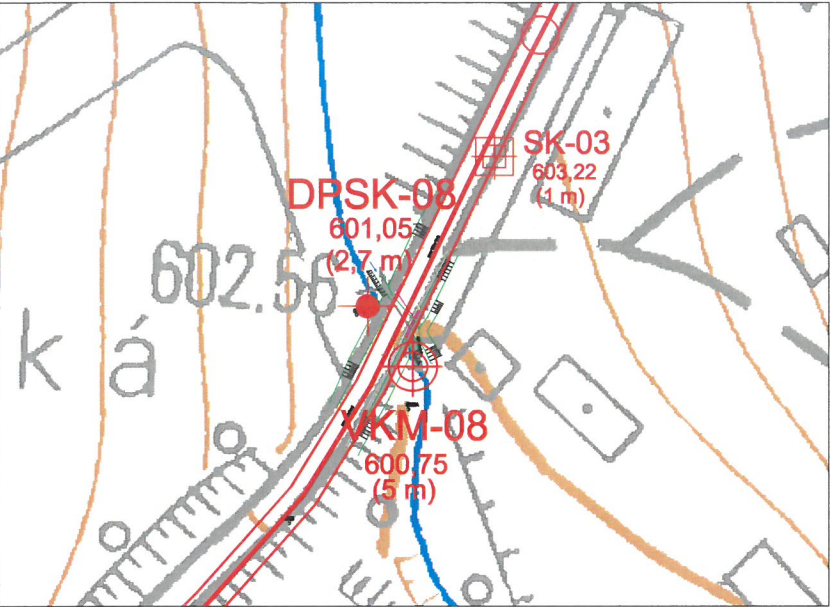 SK-03
603,22
(1 m)
DPSK-08
601,05
(2,7 m)
602.56
k á
VKM-08
600,75
(5 m)